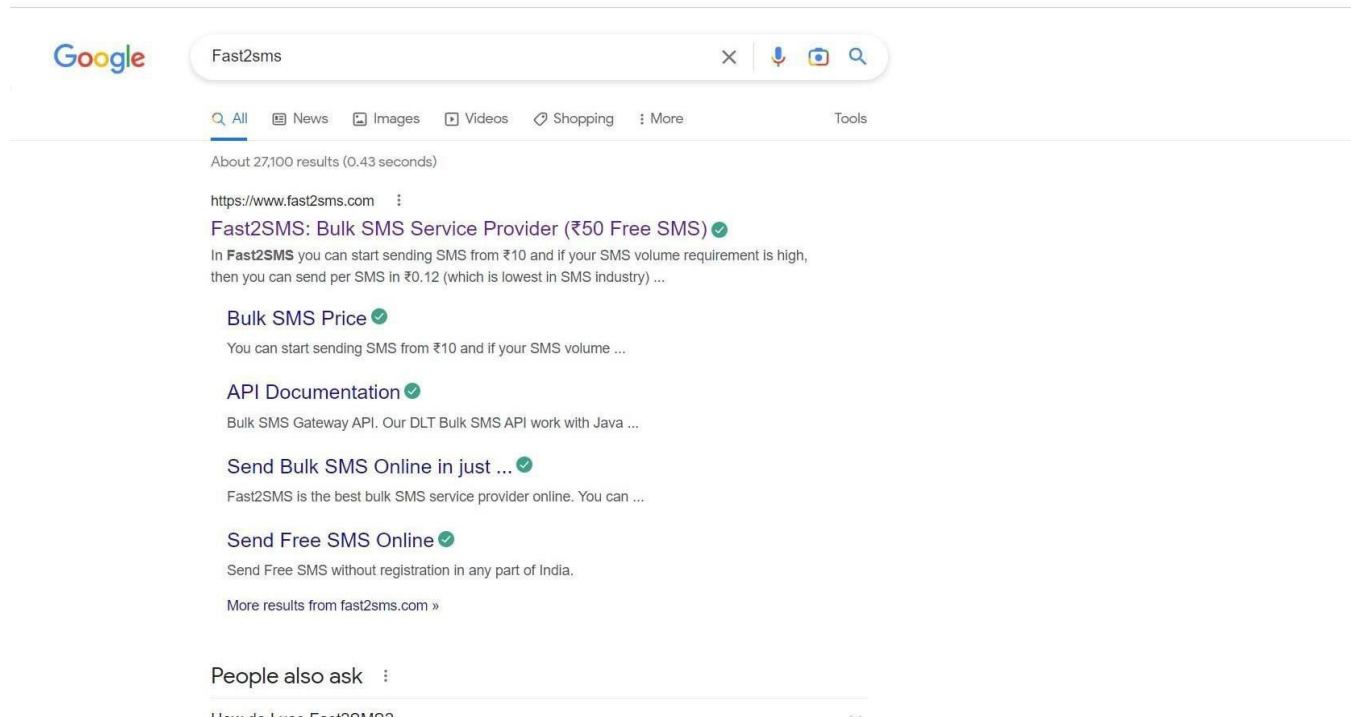 Google
Fast2sms
All News Images Videos Shopping More Tools
About 27,100 results (0.43 seconds)
https://www.fast2sms.com
Fast2SMS: Bulk SMS Service Provider (₹50 Free SMS)
In Fast2SMS you can start sending SMS from ₹10 and if your SMS volume requirement is high,
then you can send per SMS in ₹0.12 (which is lowest in SMS industry) ...
Bulk SMS Price
You can start sending SMS from ₹10 and if your SMS volume ...
API Documentation
Bulk SMS Gateway API. Our DLT Bulk SMS API work with Java ...
Send Bulk SMS Online in just ...
Fast2SMS is the best bulk SMS service provider online. You can ...
Send Free SMS Online
Send Free SMS without registration in any part of India.
More results from fast2sms.com »
People also ask
How do I use Fast2SMS?